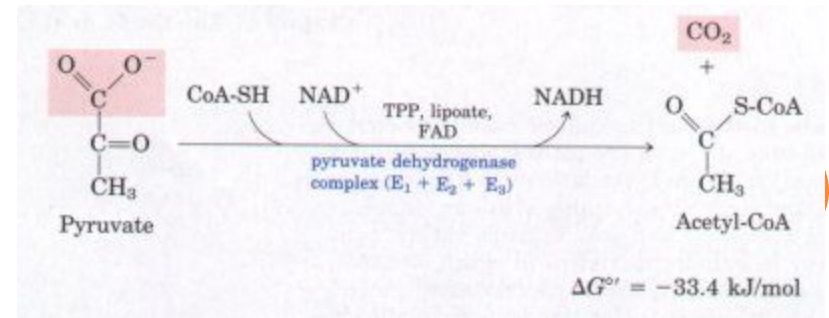 CO₂
+
O O⁻
C
C=O
CH₃
Pyruvate
CoA-SH NAD⁺
TPP, lipoate,
FAD
NADH
pyruvate dehydrogenase
complex (E₁ + E₂ + E₃)
O S-CoA
C
CH₃
Acetyl-CoA
ΔG°′ = −33.4 kJ/mol